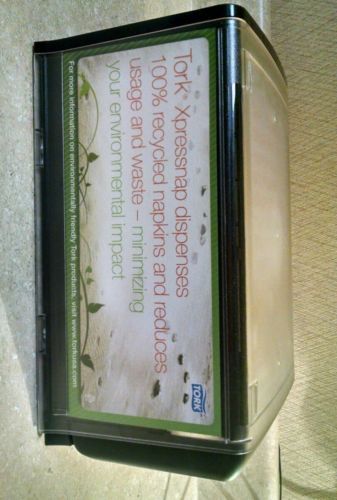 Tork® Xpressnap dispenses
100% recycled napkins and reduces
usage and waste – minimizing
your environmental impact
For more information on environmentally friendly Tork products, visit www.torkusa.com
TORK